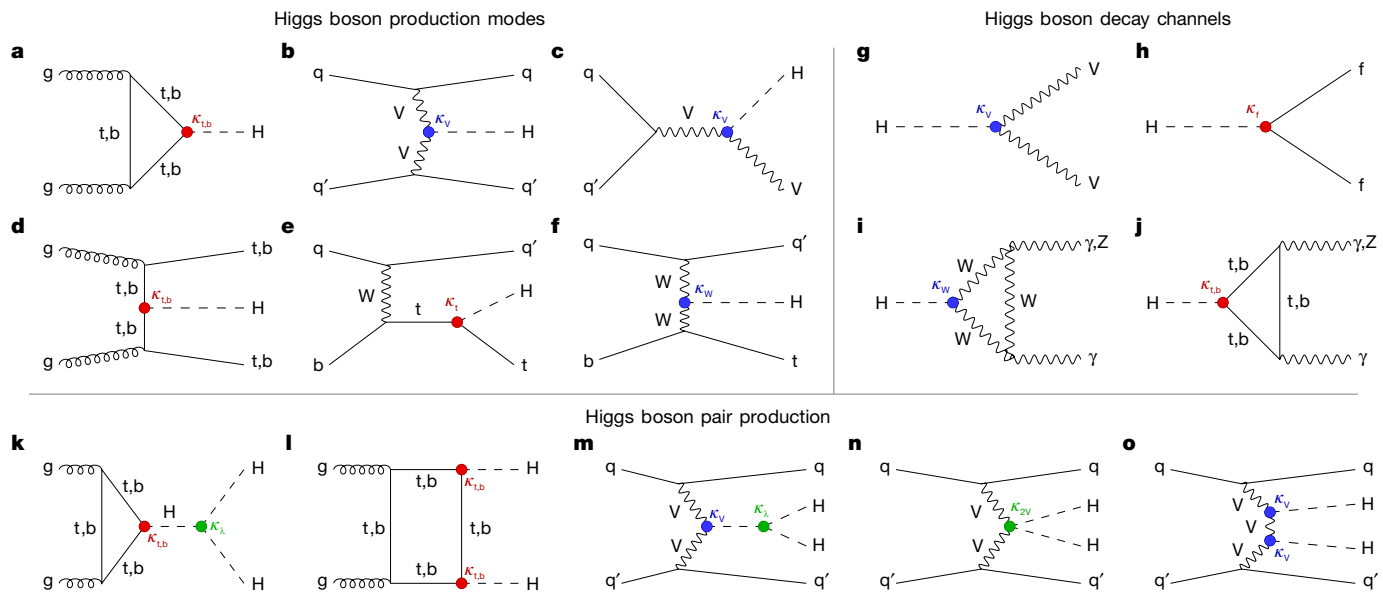 Higgs boson production modes
Higgs boson decay channels
a
g
g
t,b
t,b
t,b
κt,b
H
b
q
q
V
V
κV
H
q′
q′
c
q
q′
V
κV
H
V
g
H
κV
V
V
h
H
κf
f
f
d
g
g
t,b
t,b
κt,b
t,b
H
t,b
e
q
q′
W
t
κt
H
b
t
f
q
q′
W
κW
W
H
b
t
i
H
κW
W
W
W
γ,Z
γ
j
H
κt,b
t,b
t,b
t,b
γ,Z
γ
Higgs boson pair production
k
g
g
t,b
t,b
t,b
κt,b
H
κλ
H
H
l
g
g
t,b
t,b
t,b
t,b
κt,b
κt,b
H
H
m
q
q
V
V
κV
κλ
H
H
q′
q′
n
q
q
V
V
κ2V
H
H
q′
q′
o
q
q
V
V
V
κV
κV
H
H
q′
q′